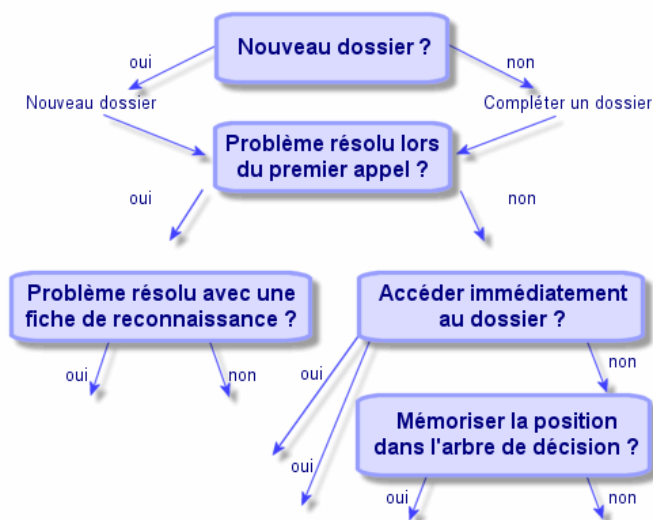 Nouveau dossier ?
oui
non
Nouveau dossier
Compléter un dossier
Problème résolu lors
du premier appel ?
oui
non
Problème résolu avec une
fiche de reconnaissance ?
Accéder immédiatement
au dossier ?
oui
non
oui
non
oui
Mémoriser la position
dans l'arbre de décision ?
oui
non